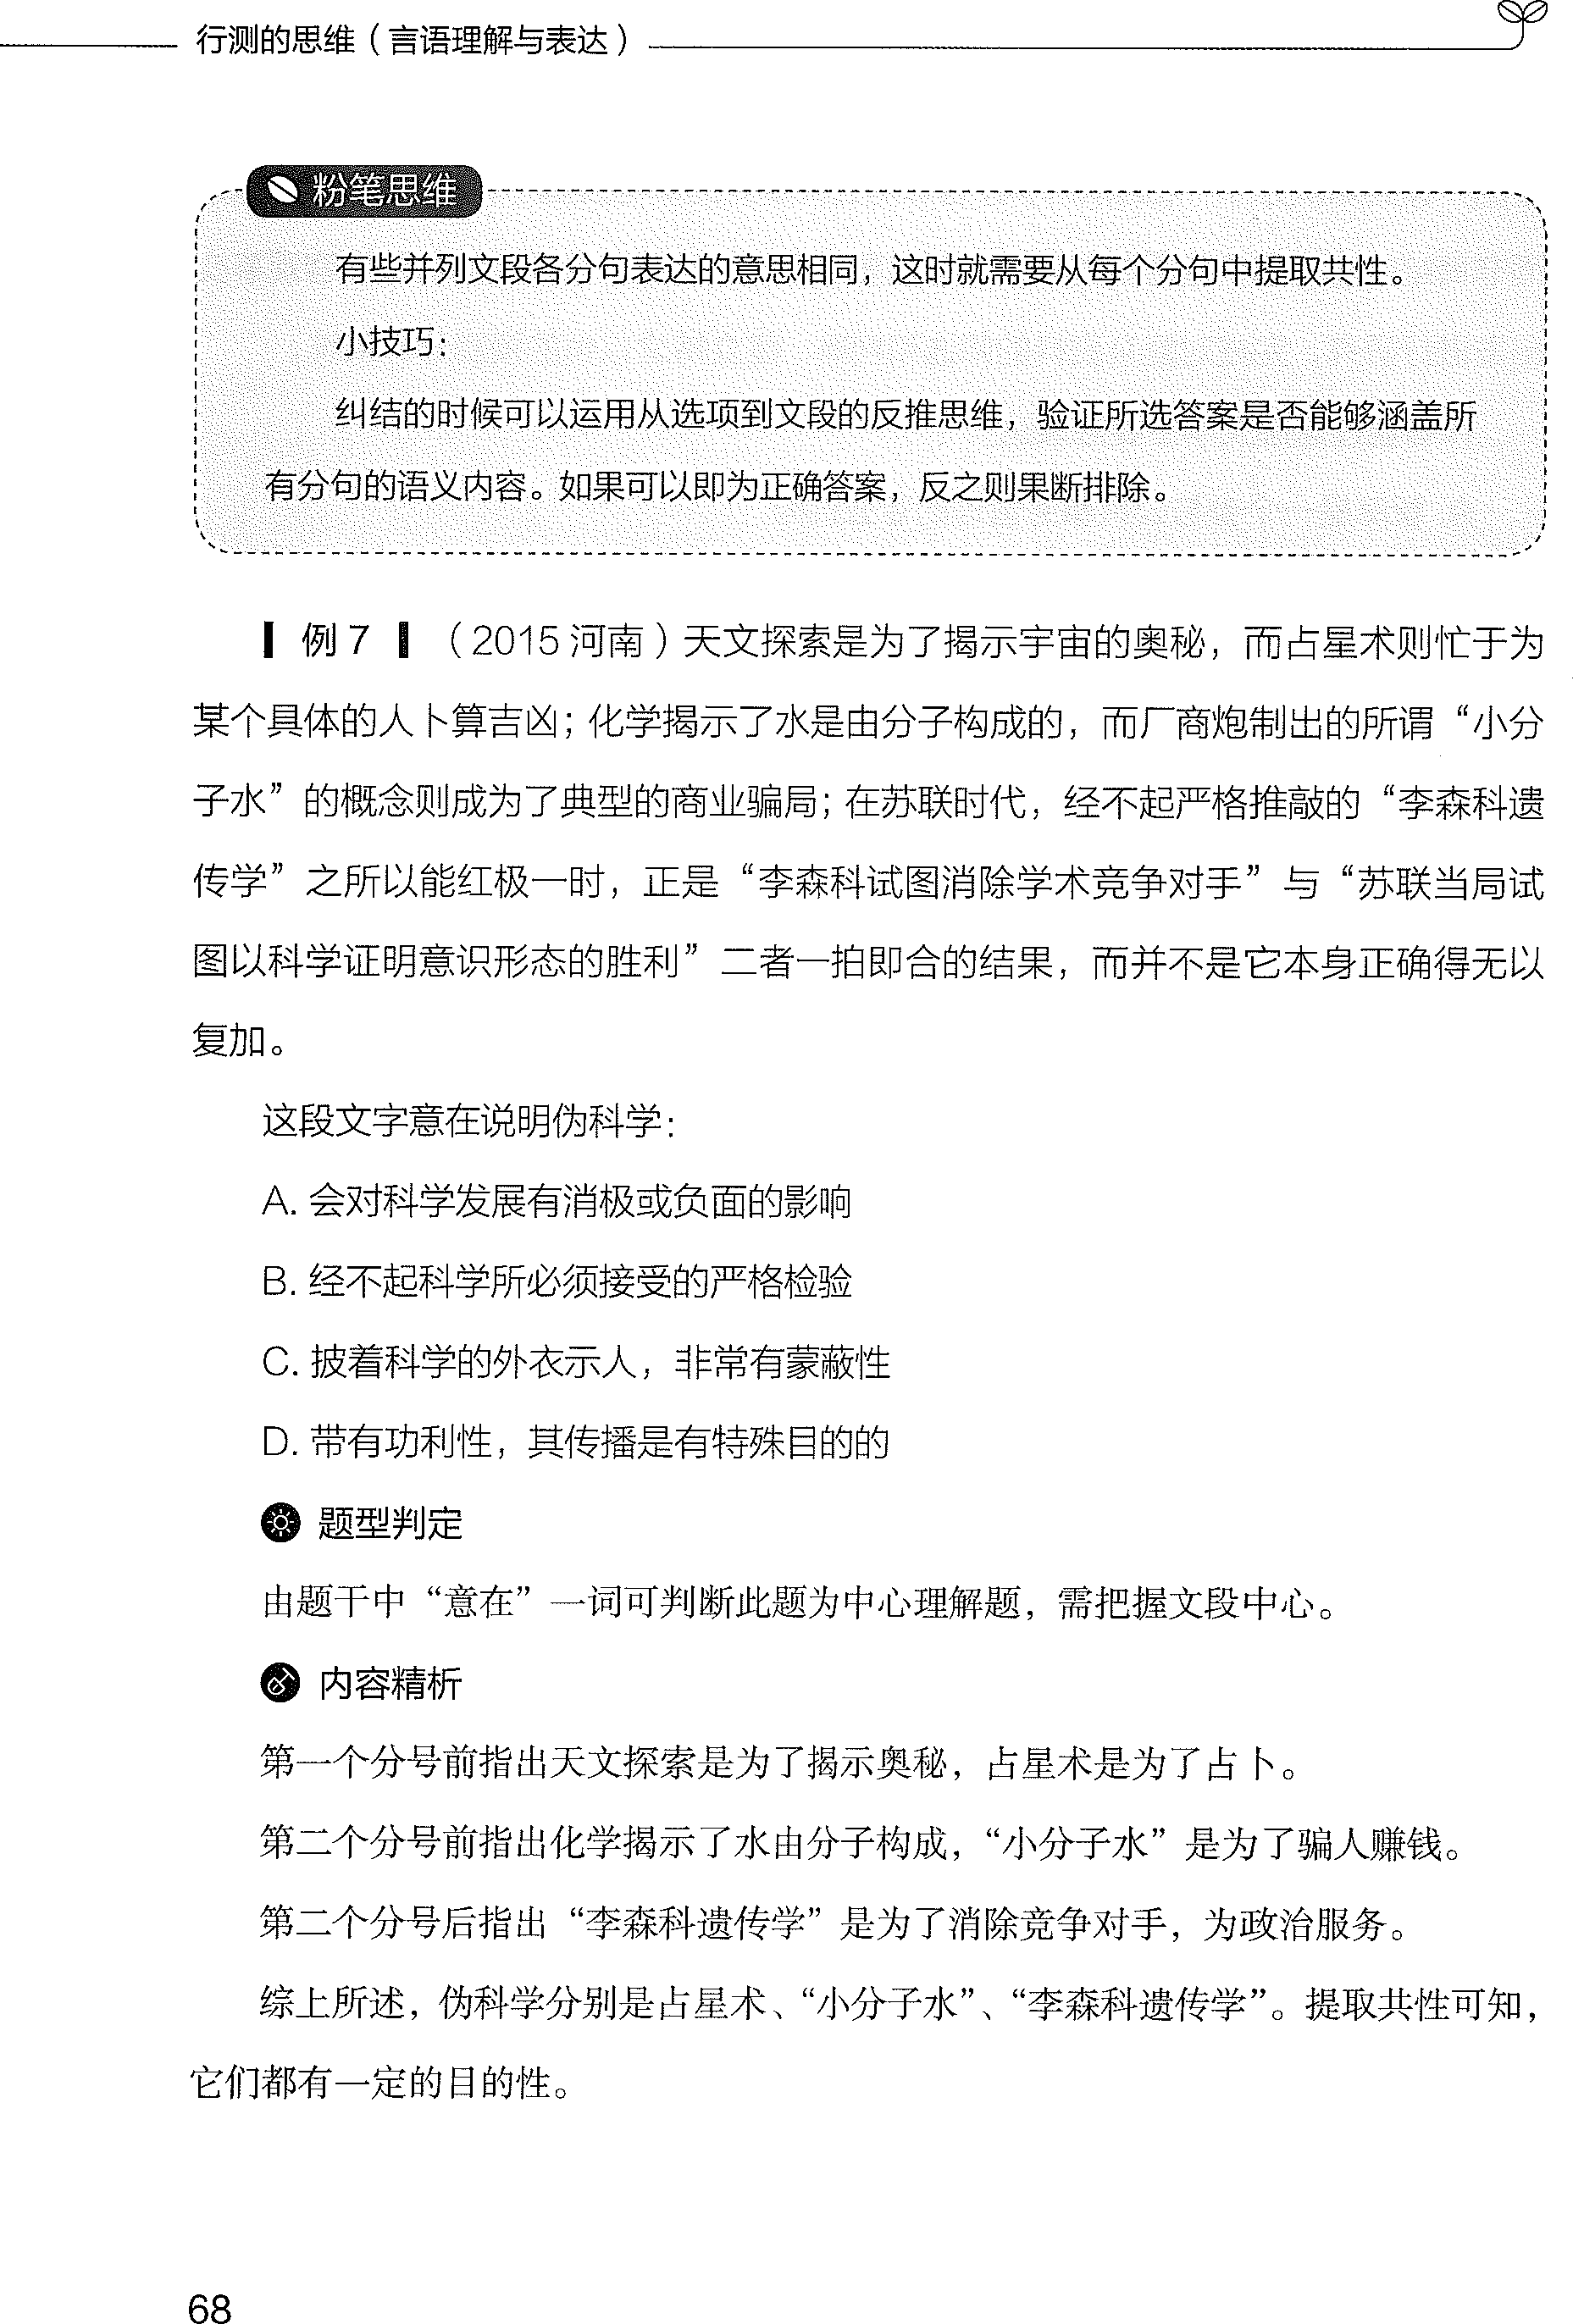 行测的思维（言语理解与表达）
粉笔思维
有些并列文段各分句表达的意思相同，这时就需要从每个分句中提取共性。
小技巧：
纠结的时候可以运用从选项到文段的反推思维，验证所选答案是否能够涵盖所
有分句的语义内容。如果可以即为正确答案，反之则果断排除。
例 7 （2015 河南）天文探索是为了揭示宇宙的奥秘，而占星术则忙于为
某个具体的人卜算吉凶；化学揭示了水是由分子构成的，而厂商炮制出的所谓“小分
子水”的概念则成为了典型的商业骗局；在苏联时代，经不起严格推敲的“李森科遗
传学”之所以能红极一时，正是“李森科试图消除学术竞争对手”与“苏联当局试
图以科学证明意识形态的胜利”二者一拍即合的结果，而并不是它本身正确得无以
复加。
这段文字意在说明伪科学：
A. 会对科学发展有消极或负面的影响
B. 经不起科学所必须接受的严格检验
C. 披着科学的外衣示人，非常有蒙蔽性
D. 带有功利性，其传播是有特殊目的的
题型判定
由题干中“意在”一词可判断此题为中心理解题，需把握文段中心。
内容精析
第一个分号前指出天文探索是为了揭示奥秘，占星术是为了占卜。
第二个分号前指出化学揭示了水由分子构成，“小分子水”是为了骗人赚钱。
第二个分号后指出“李森科遗传学”是为了消除竞争对手，为政治服务。
综上所述，伪科学分别是占星术、“小分子水”、“李森科遗传学”。提取共性可知，
它们都有一定的目的性。
68